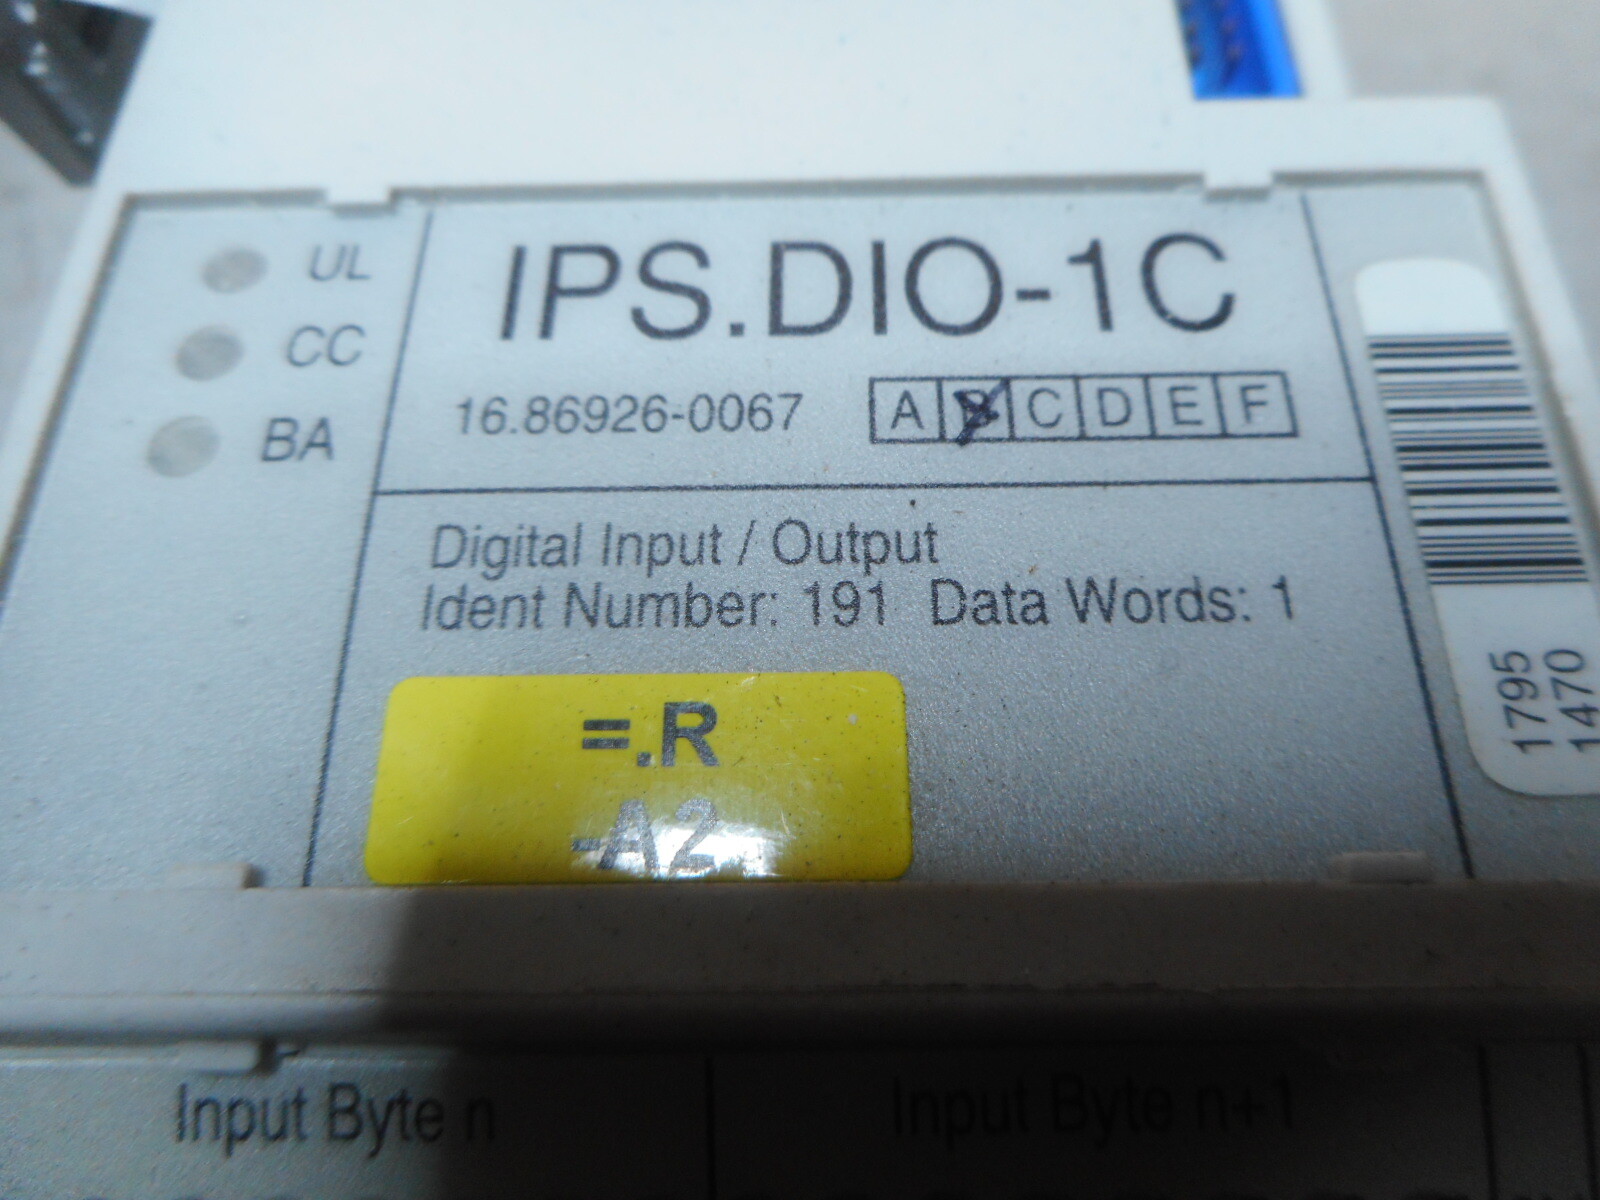 UL
CC
BA
IPS.DIO-1C
16.86926-0067 A B C D E F
Digital Input / Output
Ident Number: 191 Data Words: 1
=.R
-A2
1795
1470
Input Byte n
Input Byte n+1